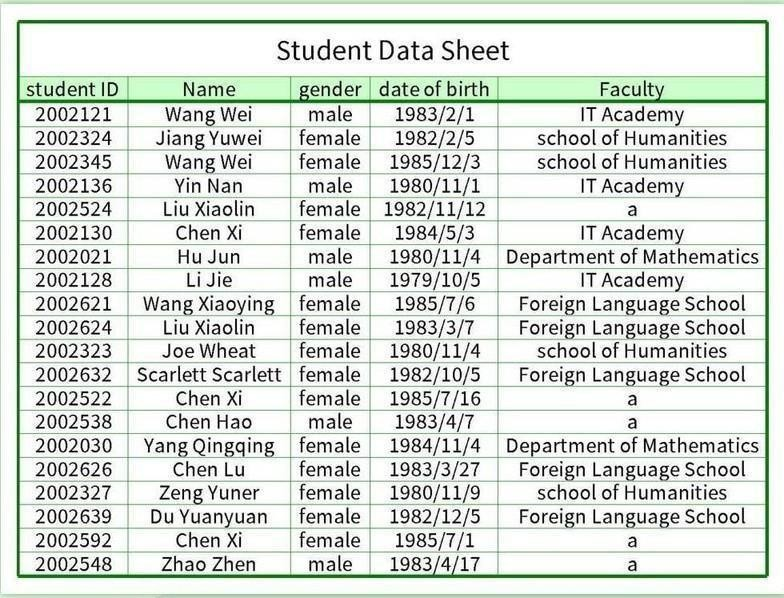 Student Data Sheet
student ID Name gender date of birth Faculty
2002121 Wang Wei male 1983/2/1 IT Academy
2002324 Jiang Yuwei female 1982/2/5 school of Humanities
2002345 Wang Wei female 1985/12/3 school of Humanities
2002136 Yin Nan male 1980/11/1 IT Academy
2002524 Liu Xiaolin female 1982/11/12 a
2002130 Chen Xi female 1984/5/3 IT Academy
2002021 Hu Jun male 1980/11/4 Department of Mathematics
2002128 Li Jie male 1979/10/5 IT Academy
2002621 Wang Xiaoying female 1985/7/6 Foreign Language School
2002624 Liu Xiaolin female 1983/3/7 Foreign Language School
2002323 Joe Wheat female 1980/11/4 school of Humanities
2002632 Scarlett Scarlett female 1982/10/5 Foreign Language School
2002522 Chen Xi female 1985/7/16 a
2002538 Chen Hao male 1983/4/7 a
2002030 Yang Qingqing female 1984/11/4 Department of Mathematics
2002626 Chen Lu female 1983/3/27 Foreign Language School
2002327 Zeng Yuner female 1980/11/9 school of Humanities
2002639 Du Yuanyuan female 1982/12/5 Foreign Language School
2002592 Chen Xi female 1985/7/1 a
2002548 Zhao Zhen male 1983/4/17 a